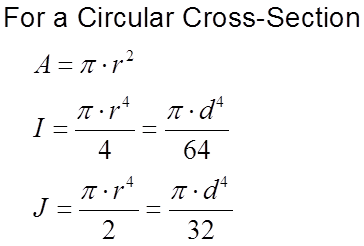 For a Circular Cross-Section
A = π · r²
I = π · r⁴ / 4 = π · d⁴ / 64
J = π · r⁴ / 2 = π · d⁴ / 32